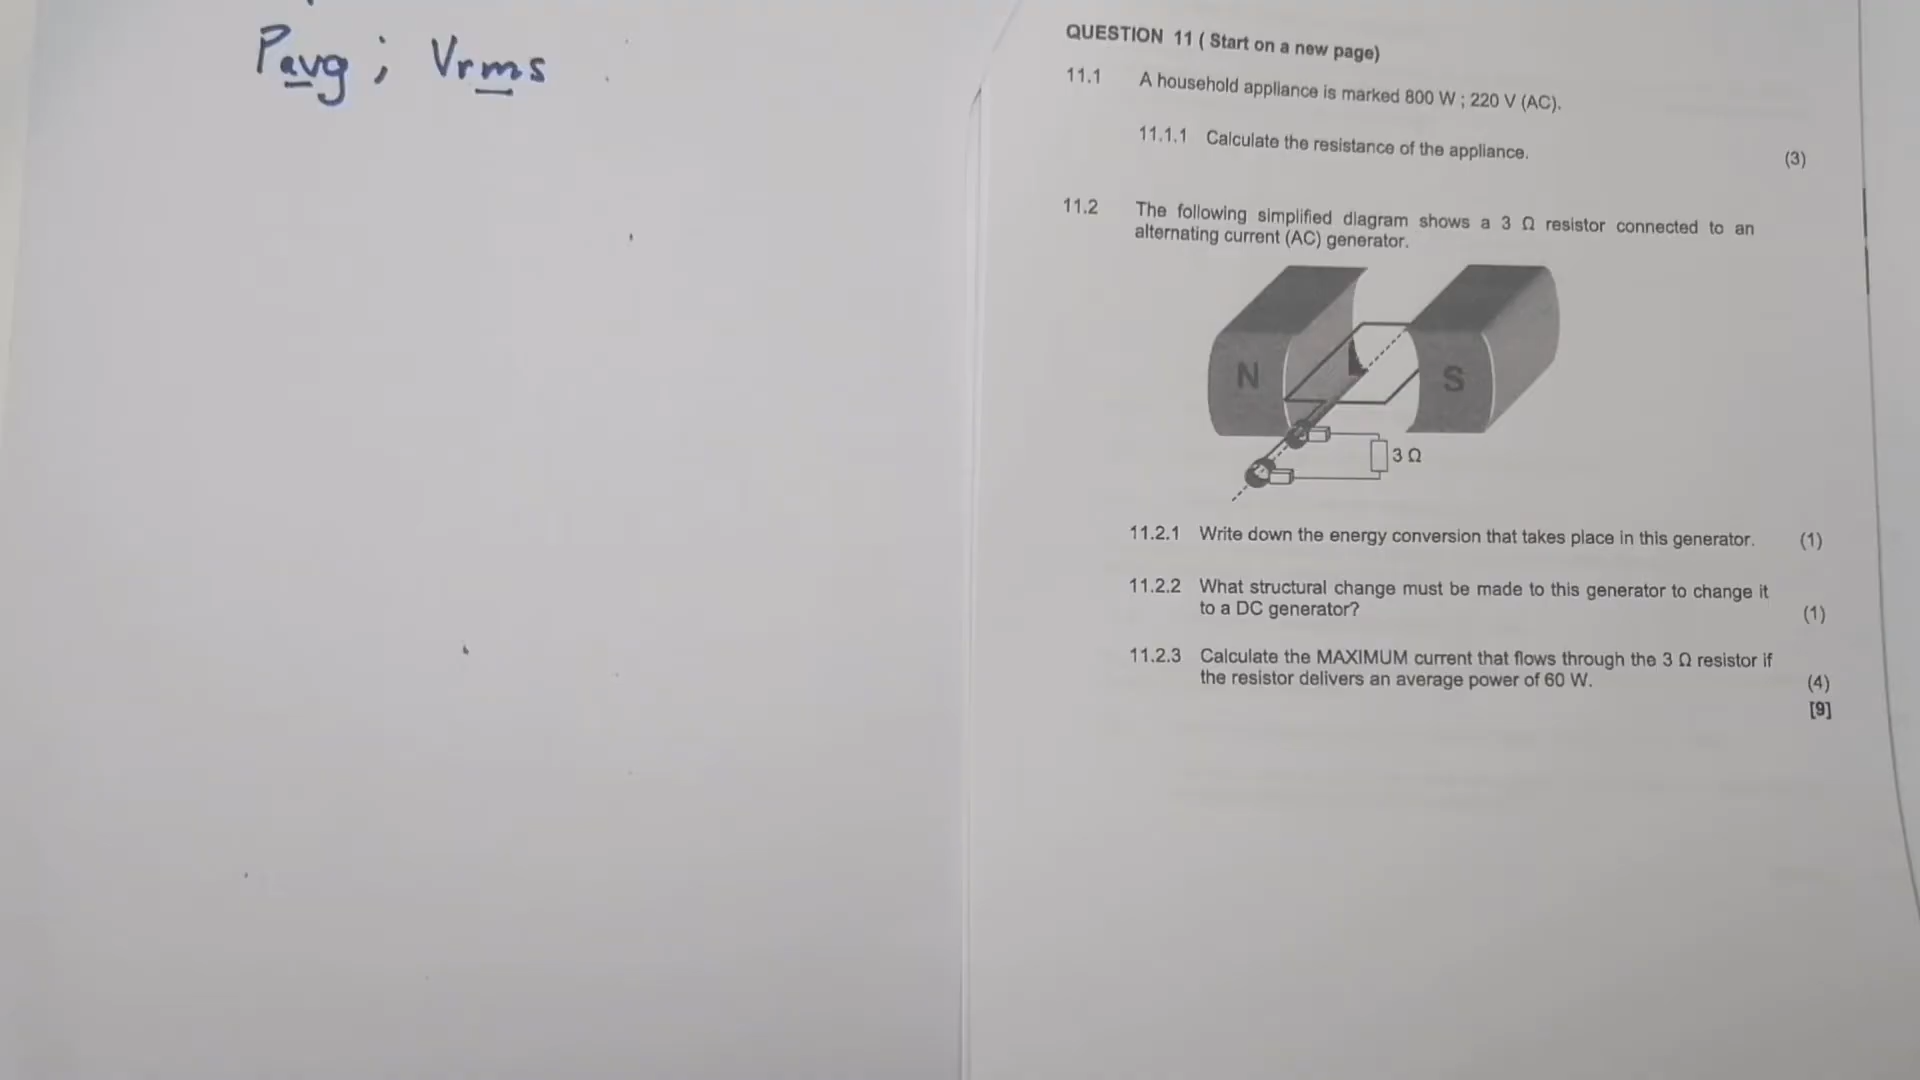 Pavg ; Vrms
QUESTION 11 ( Start on a new page)
11.1 A household appliance is marked 800 W ; 220 V (AC).
11.1.1 Calculate the resistance of the appliance. (3)
11.2 The following simplified diagram shows a 3 Ω resistor connected to an
alternating current (AC) generator.
N S
3 Ω
11.2.1 Write down the energy conversion that takes place in this generator. (1)
11.2.2 What structural change must be made to this generator to change it
to a DC generator? (1)
11.2.3 Calculate the MAXIMUM current that flows through the 3 Ω resistor if
the resistor delivers an average power of 60 W. (4)
[9]